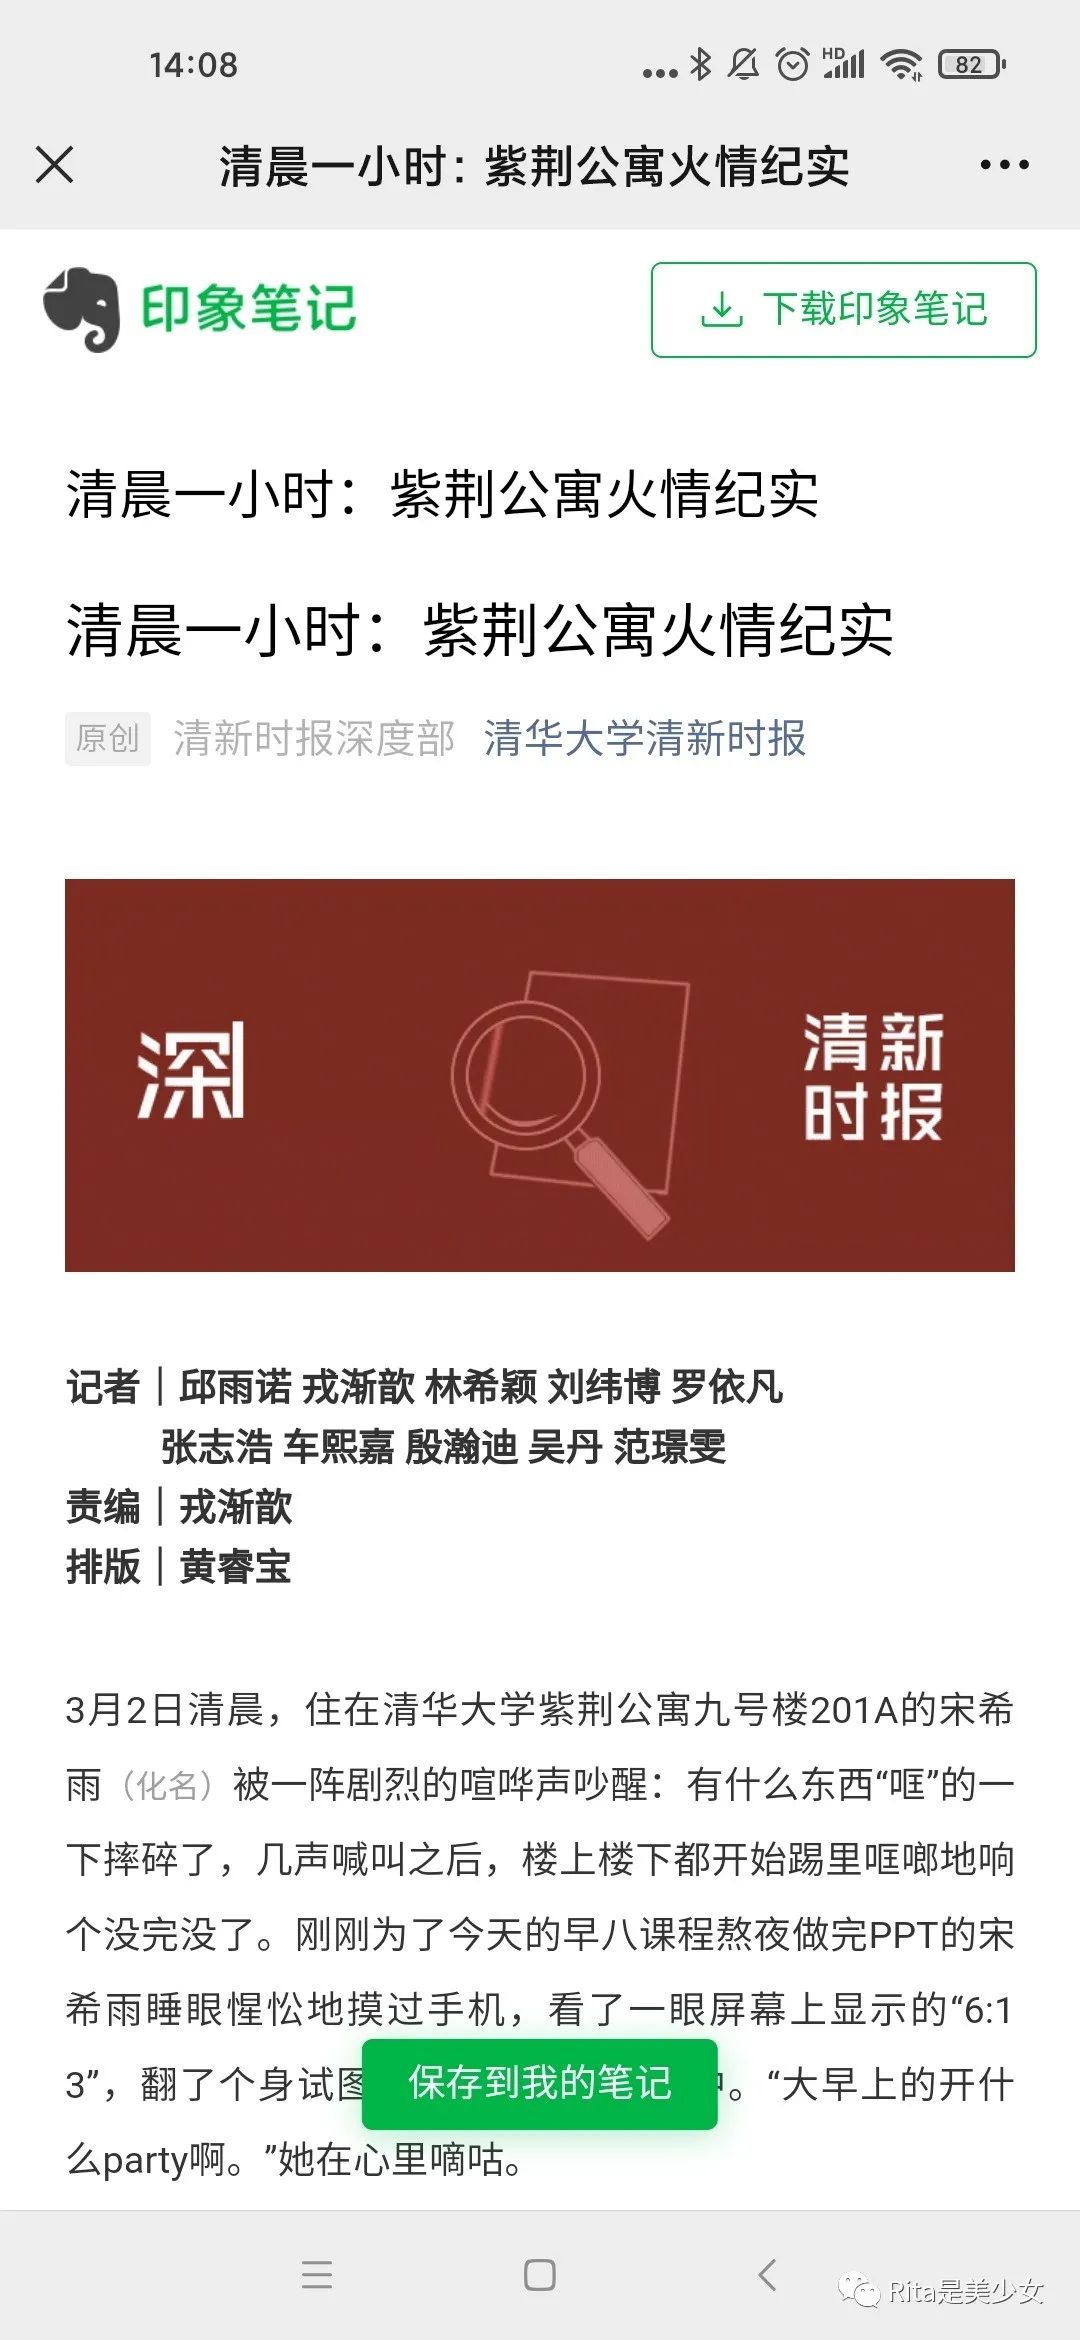 14:08
HD
82
清晨一小时：紫荆公寓火情纪实
印象笔记
下载印象笔记
清晨一小时：紫荆公寓火情纪实
清晨一小时：紫荆公寓火情纪实
原创 清新时报深度部 清华大学清新时报
深
清新
时报
记者｜邱雨诺 戎渐歆 林希颖 刘纬博 罗依凡
张志浩 车熙嘉 殷瀚迪 吴丹 范璟雯
责编｜戎渐歆
排版｜黄睿宝
3月2日清晨，住在清华大学紫荆公寓九号楼201A的宋希
雨（化名）被一阵剧烈的喧哗声吵醒：有什么东西“哐”的一
下摔碎了，几声喊叫之后，楼上楼下都开始踢里哐啷地响
个没完没了。刚刚为了今天的早八课程熬夜做完PPT的宋
希雨睡眼惺忪地摸过手机，看了一眼屏幕上显示的“6:1
3”，翻了个身试图 。“大早上的开什
保存到我的笔记
么party啊。”她在心里嘀咕。
Rita是美少女